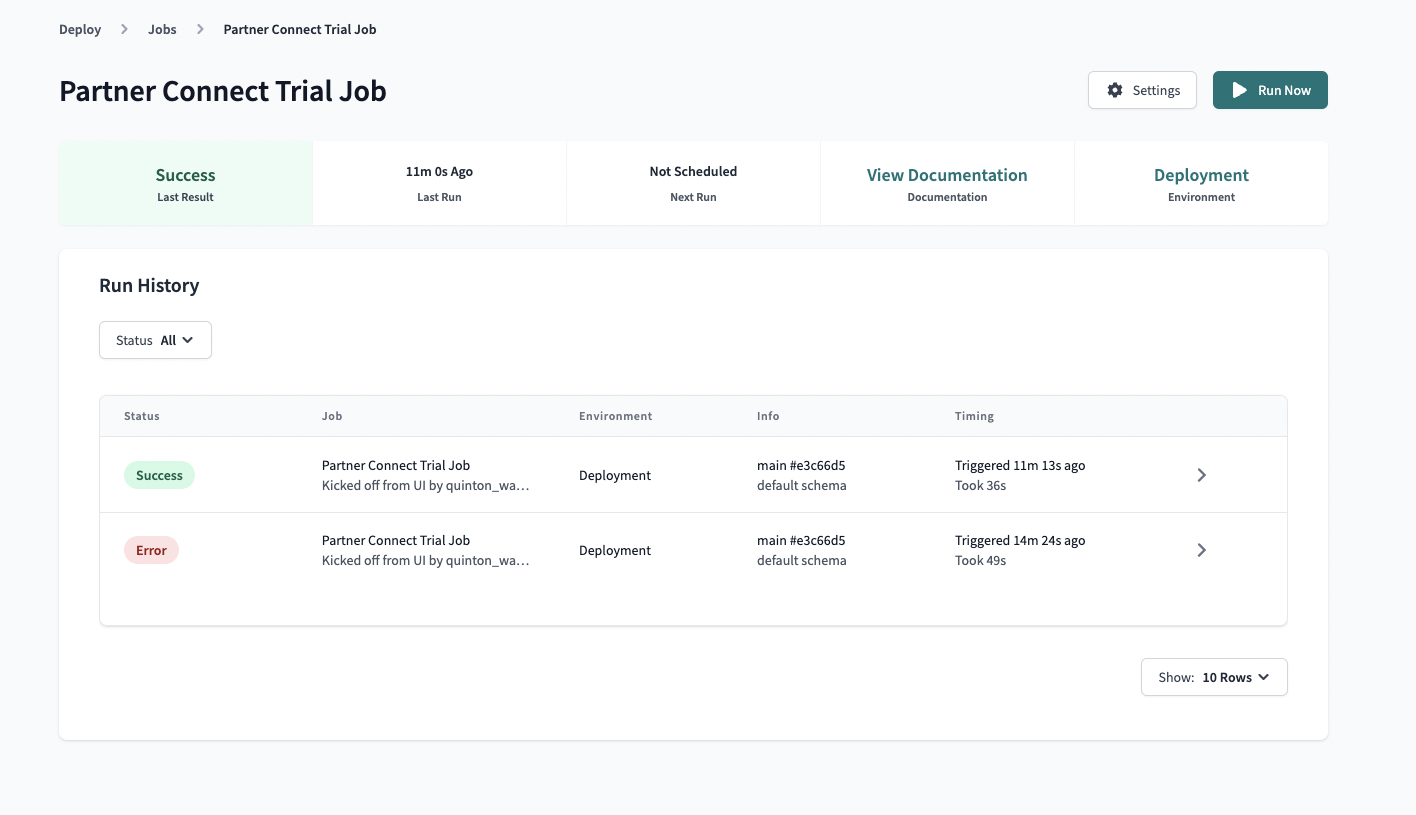 Deploy Jobs Partner Connect Trial Job
Partner Connect Trial Job
Settings Run Now
Success 11m 0s Ago Not Scheduled View Documentation Deployment
Last Result Last Run Next Run Documentation Environment
Run History
Status All
Status Job Environment Info Timing
Success Partner Connect Trial Job Deployment main #e3c66d5 Triggered 11m 13s ago
Kicked off from UI by quinton_wa… default schema Took 36s
Error Partner Connect Trial Job Deployment main #e3c66d5 Triggered 14m 24s ago
Kicked off from UI by quinton_wa… default schema Took 49s
Show: 10 Rows